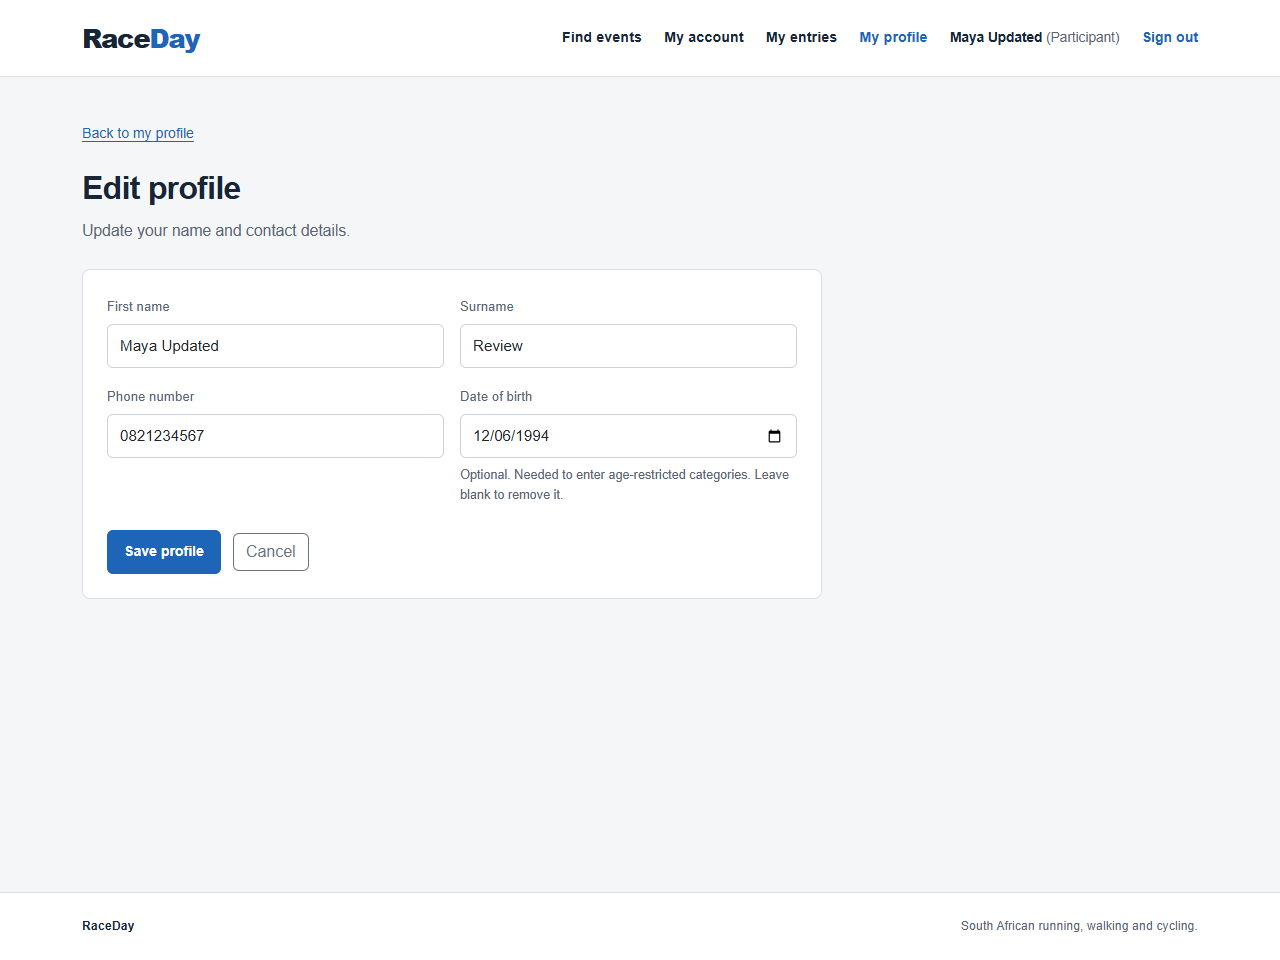 RaceDay
Find events
My account
My entries
My profile
Maya Updated (Participant)
Sign out
Back to my profile
Edit profile
Update your name and contact details.
First name
Surname
Maya Updated
Review
Phone number
Date of birth
0821234567
12/06/1994
Optional. Needed to enter age-restricted categories. Leave
blank to remove it.
Save profile
Cancel
RaceDay
South African running, walking and cycling.